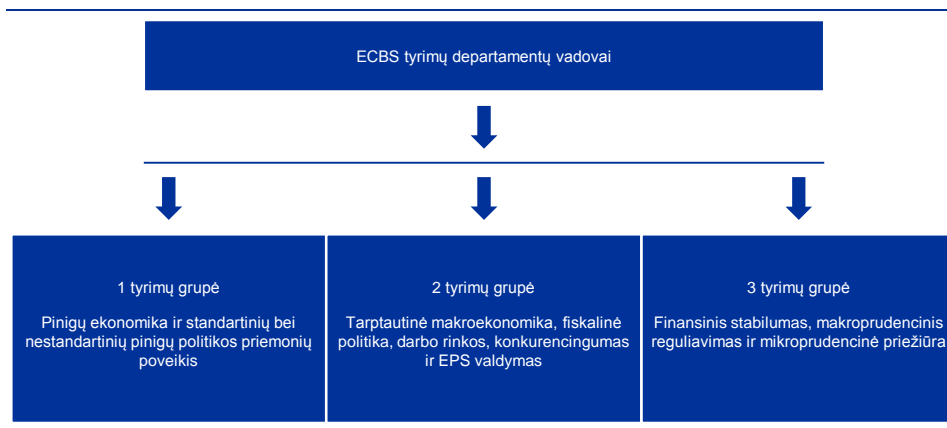 ECBS tyrimų departamentų vadovai
1 tyrimų grupė
Pinigų ekonomika ir standartinių bei
nestandartinių pinigų politikos priemonių
poveikis
2 tyrimų grupė
Tarptautinė makroekonomika, fiskalinė
politika, darbo rinkos, konkurencingumas
ir EPS valdymas
3 tyrimų grupė
Finansinis stabilumas, makroprudencinis
reguliavimas ir mikroprudencinė priežiūra